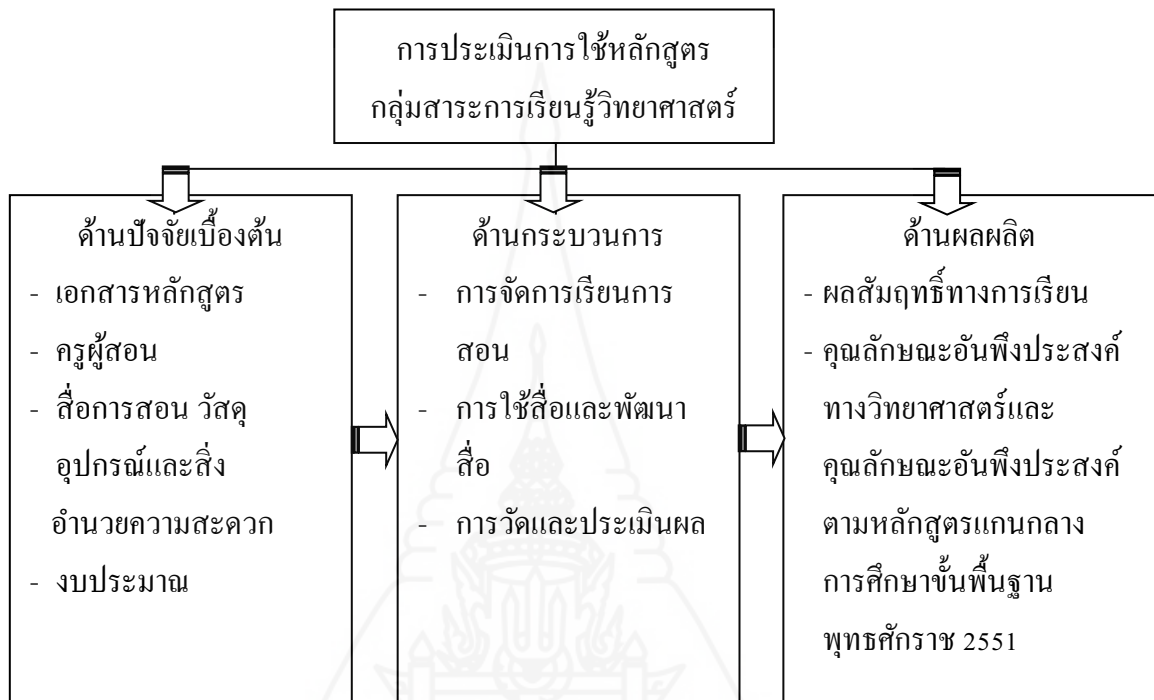 การประเมินการใช้หลักสูตร
กลุ่มสาระการเรียนรู้วิทยาศาสตร์
ด้านปัจจัยเบื้องต้น
- เอกสารหลักสูตร
- ครูผู้สอน
- สื่อการสอน วัสดุ
อุปกรณ์และสิ่ง
อำนวยความสะดวก
- งบประมาณ
ด้านกระบวนการ
- การจัดการเรียนการ
สอน
- การใช้สื่อและพัฒนา
สื่อ
- การวัดและประเมินผล
ด้านผลผลิต
- ผลสัมฤทธิ์ทางการเรียน
- คุณลักษณะอันพึงประสงค์
ทางวิทยาศาสตร์และ
คุณลักษณะอันพึงประสงค์
ตามหลักสูตรแกนกลาง
การศึกษาขั้นพื้นฐาน
พุทธศักราช 2551